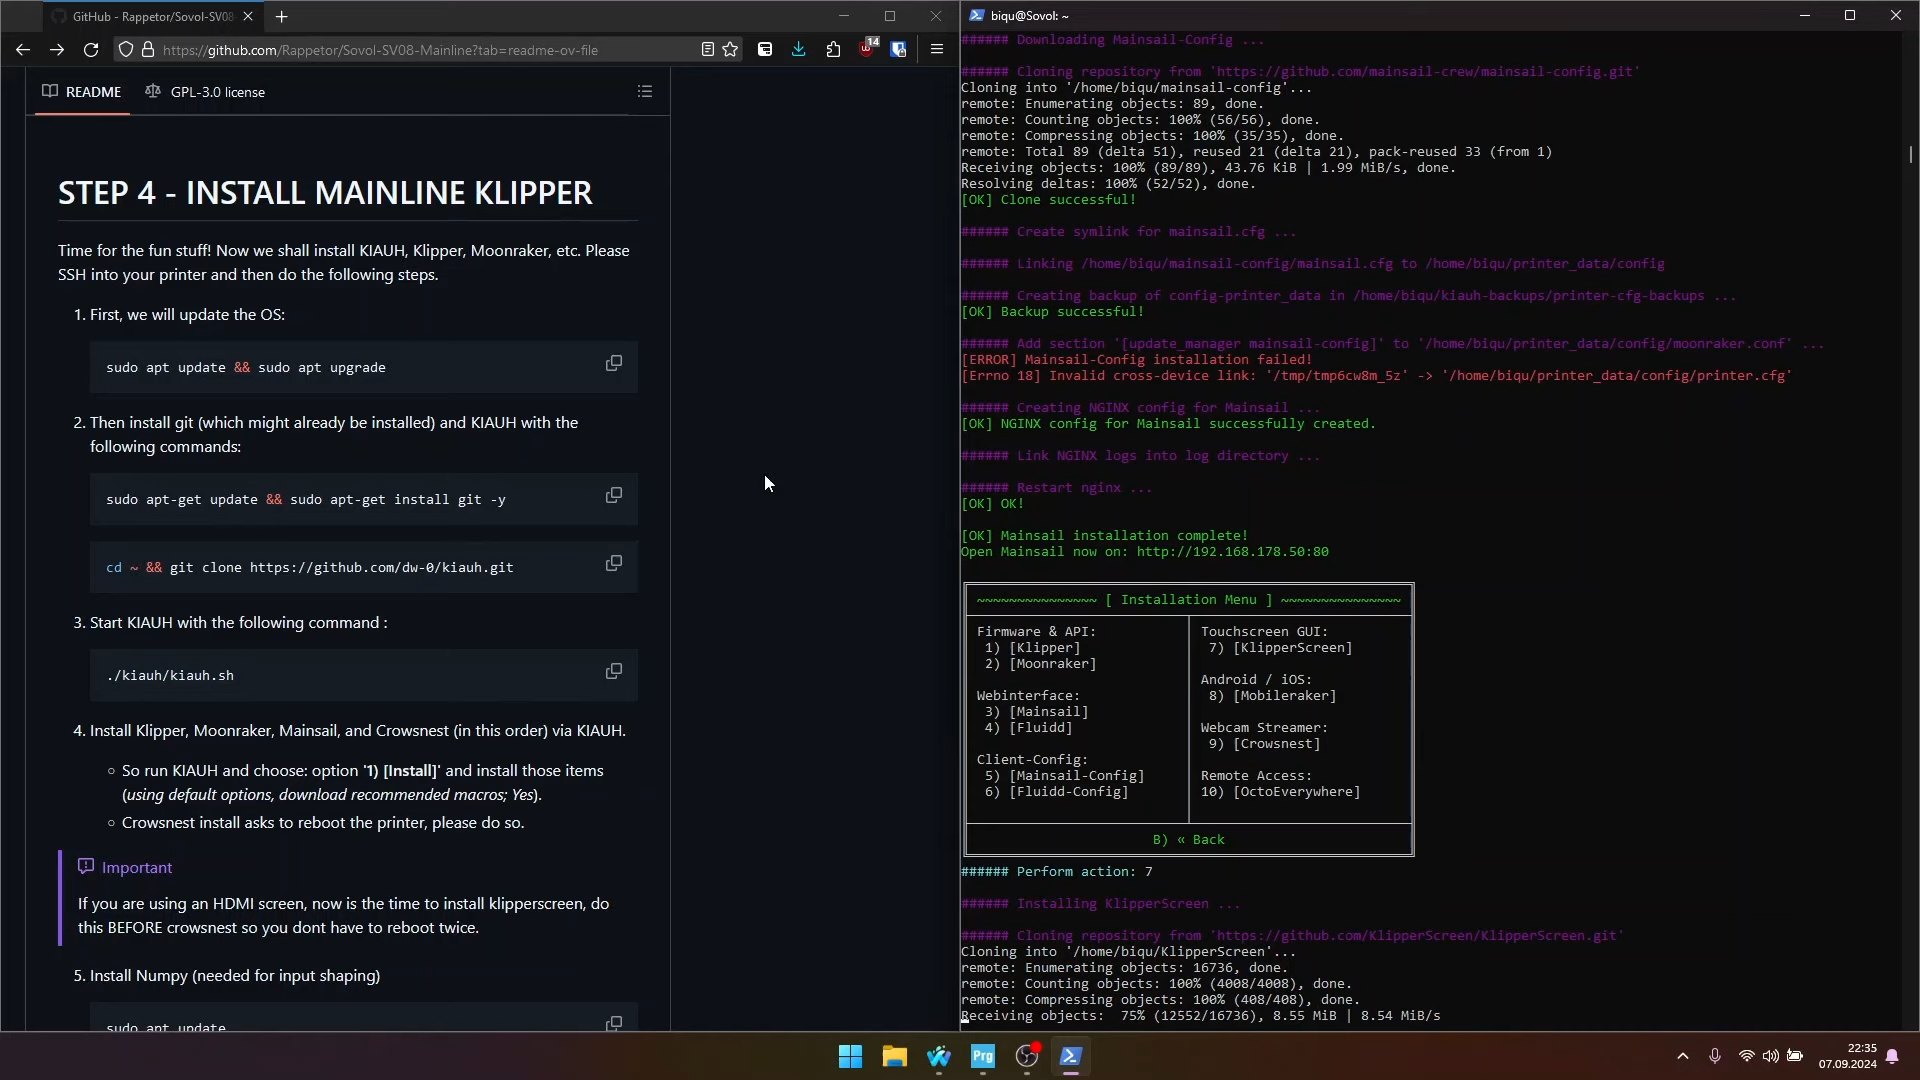 GitHub - Rappetor/Sovol-SV08-
https://github.com/Rappetor/Sovol-SV08-Mainline?tab=readme-ov-file
14
README
GPL-3.0 license
STEP 4 - INSTALL MAINLINE KLIPPER
Time for the fun stuff! Now we shall install KIAUH, Klipper, Moonraker, etc. Please
SSH into your printer and then do the following steps.
1. First, we will update the OS:
sudo apt update && sudo apt upgrade
2. Then install git (which might already be installed) and KIAUH with the
following commands:
sudo apt-get update && sudo apt-get install git -y
cd ~ && git clone https://github.com/dw-0/kiauh.git
3. Start KIAUH with the following command :
./kiauh/kiauh.sh
4. Install Klipper, Moonraker, Mainsail, and Crowsnest (in this order) via KIAUH.
○ So run KIAUH and choose: option '1) [Install]' and install those items
(using default options, download recommended macros; Yes).
○ Crowsnest install asks to reboot the printer, please do so.
Important
If you are using an HDMI screen, now is the time to install klipperscreen, do
this BEFORE crowsnest so you dont have to reboot twice.
5. Install Numpy (needed for input shaping)
sudo apt update
biqu@Sovol: ~
###### Downloading Mainsail-Config ...
###### Cloning repository from 'https://github.com/mainsail-crew/mainsail-config.git'
Cloning into '/home/biqu/mainsail-config'...
remote: Enumerating objects: 89, done.
remote: Counting objects: 100% (56/56), done.
remote: Compressing objects: 100% (35/35), done.
remote: Total 89 (delta 51), reused 21 (delta 21), pack-reused 33 (from 1)
Receiving objects: 100% (89/89), 43.76 KiB | 1.99 MiB/s, done.
Resolving deltas: 100% (52/52), done.
[OK] Clone successful!
###### Create symlink for mainsail.cfg ...
###### Linking /home/biqu/mainsail-config/mainsail.cfg to /home/biqu/printer_data/config
###### Creating backup of config-printer_data in /home/biqu/kiauh-backups/printer-cfg-backups ...
[OK] Backup successful!
###### Add section '[update_manager mainsail-config]' to '/home/biqu/printer_data/config/moonraker.conf' ...
[ERROR] Mainsail-Config installation failed!
[Errno 18] Invalid cross-device link: '/tmp/tmp6cw8m_5z' -> '/home/biqu/printer_data/config/printer.cfg'
###### Creating NGINX config for Mainsail ...
[OK] NGINX config for Mainsail successfully created.
###### Link NGINX logs into log directory ...
###### Restart nginx ...
[OK] OK!
[OK] Mainsail installation complete!
Open Mainsail now on: http://192.168.178.50:80
~~~~~~~~~~~~~~~ [ Installation Menu ] ~~~~~~~~~~~~~~~
Firmware & API:
1) [Klipper]
2) [Moonraker]
Webinterface:
3) [Mainsail]
4) [Fluidd]
Client-Config:
5) [Mainsail-Config]
6) [Fluidd-Config]
Touchscreen GUI:
7) [KlipperScreen]
Android / iOS:
8) [Mobileraker]
Webcam Streamer:
9) [Crowsnest]
Remote Access:
10) [OctoEverywhere]
B) « Back
###### Perform action: 7
###### Installing KlipperScreen ...
###### Cloning repository from 'https://github.com/KlipperScreen/KlipperScreen.git'
Cloning into '/home/biqu/KlipperScreen'...
remote: Enumerating objects: 16736, done.
remote: Counting objects: 100% (4008/4008), done.
remote: Compressing objects: 100% (408/408), done.
Receiving objects:  75% (12552/16736), 8.55 MiB | 8.54 MiB/s
Prg
22:35
07.09.2024